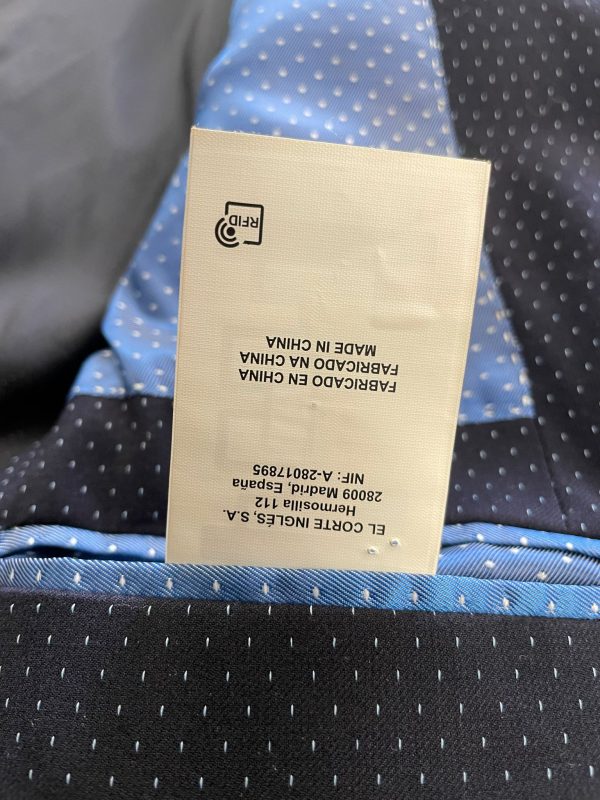 EL CORTE INGLÉS, S.A.
Hermosilla 112
28009 Madrid, España
NIF: A-28017895
FABRICADO EN CHINA
FABRICADO NA CHINA
MADE IN CHINA
RFID